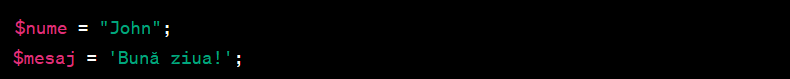 $nume = "John";
$mesaj = 'Bună ziua!';